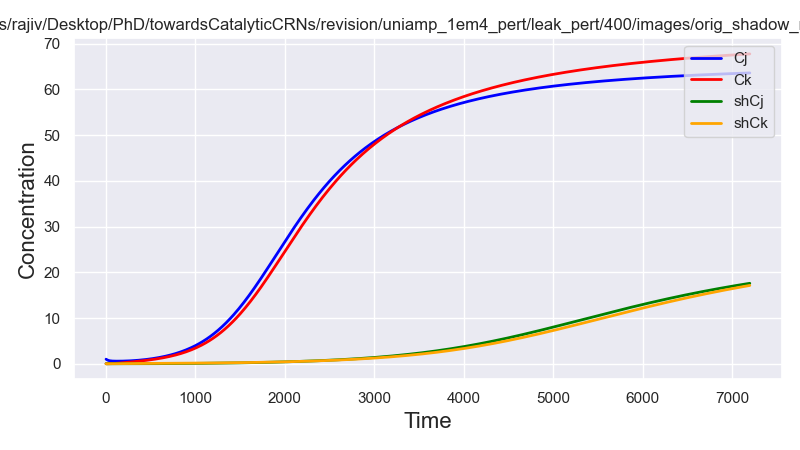 s/rajiv/Desktop/PhD/towardsCatalyticCRNs/revision/uniamp_1em4_pert/leak_pert/400/images/orig_shadow_
70
60
50
40
30
20
10
0
Concentration
Cj
Ck
shCj
shCk
0 1000 2000 3000 4000 5000 6000 7000
Time